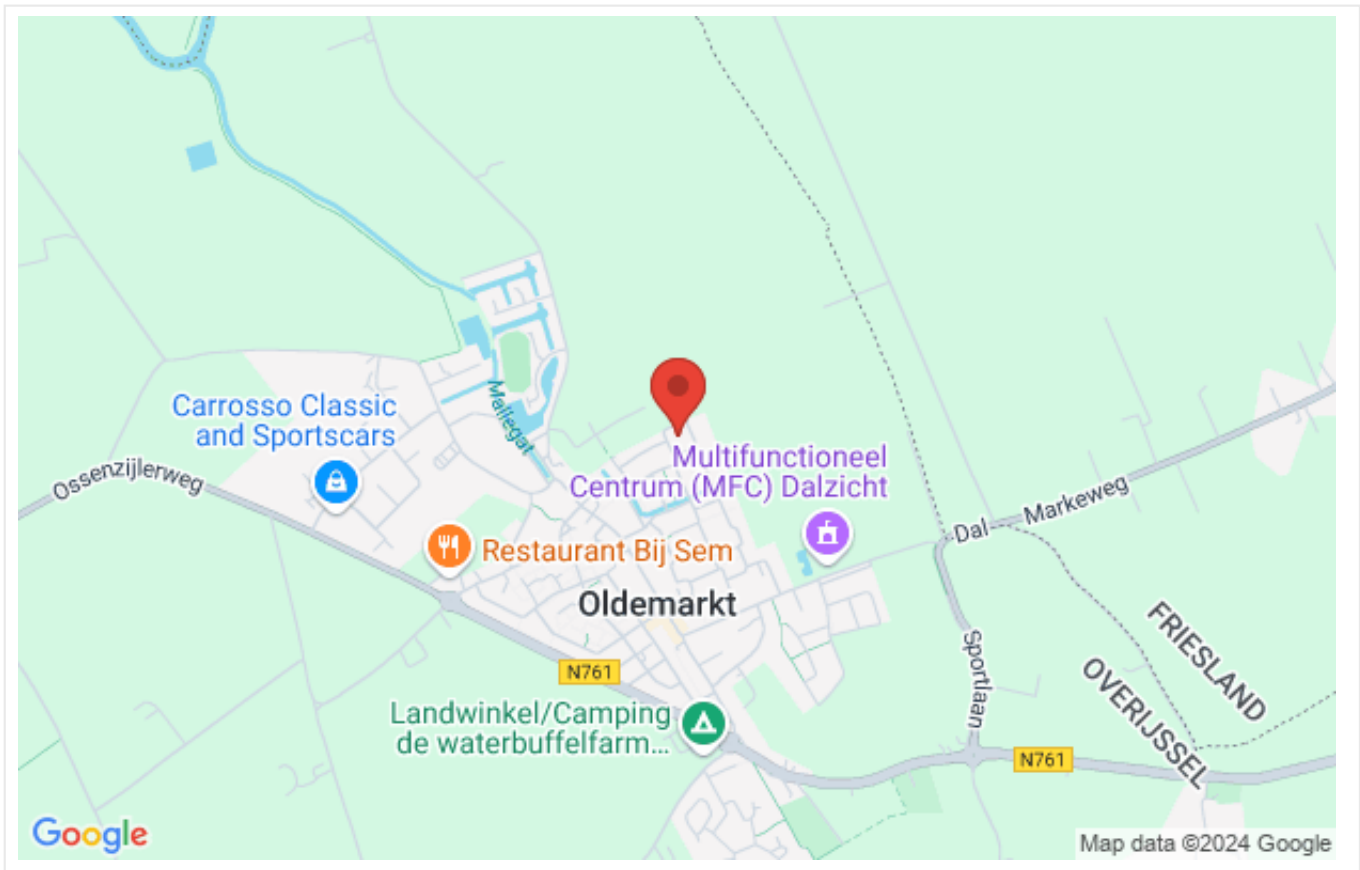 Carrosso Classic
and Sportscars
Mallegat
Ossenzijlerweg
Multifunctioneel
Centrum (MFC) Dalzicht
Markeweg
Dal
Restaurant Bij Sem
Oldemarkt
FRIESLAND
OVERIJSSEL
Sportlaan
N761
Landwinkel/Camping
de waterbuffelfarm...
N761
Google
Map data ©2024 Google